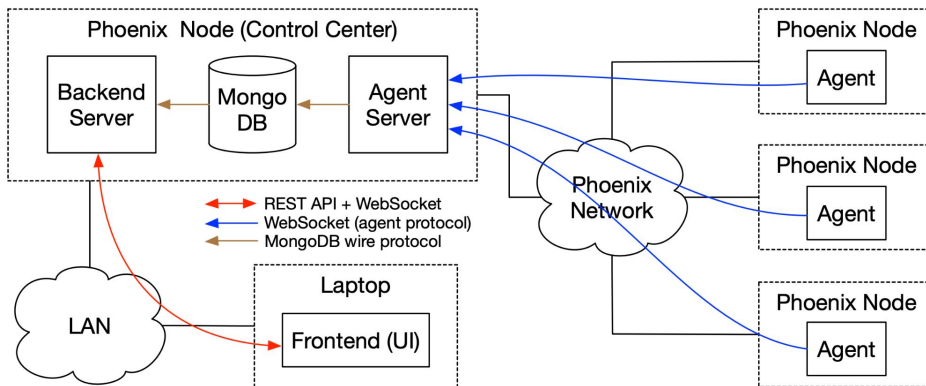 Phoenix  Node (Control Center)
Backend
Server
Mongo
DB
Agent
Server
REST API + WebSocket
WebSocket (agent protocol)
MongoDB wire protocol
LAN
Laptop
Frontend (UI)
Phoenix
Network
Phoenix Node
Agent
Phoenix Node
Agent
Phoenix Node
Agent